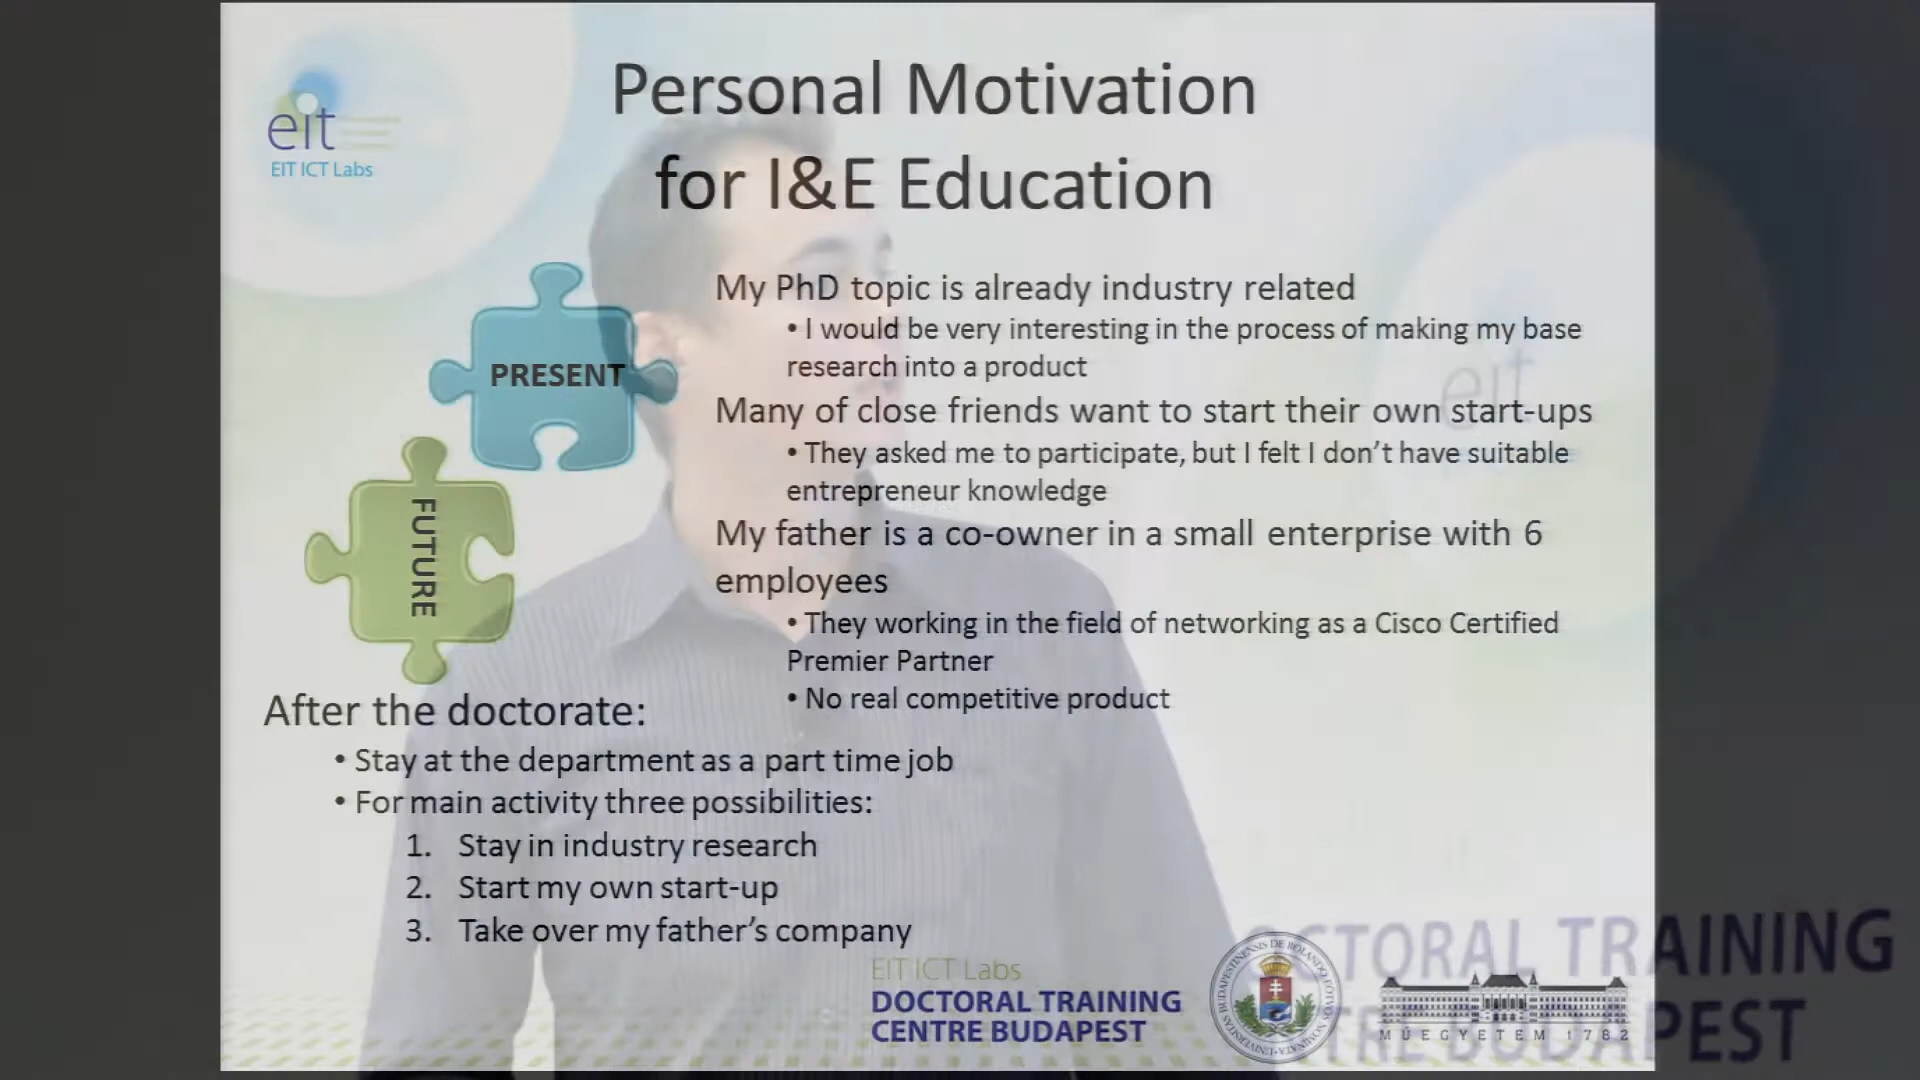 eit
EIT ICT Labs
Personal Motivation
for I&E Education
PRESENT
FUTURE
My PhD topic is already industry related
• I would be very interesting in the process of making my base
research into a product
Many of close friends want to start their own start-ups
• They asked me to participate, but I felt I don’t have suitable
entrepreneur knowledge
My father is a co-owner in a small enterprise with 6
employees
• They working in the field of networking as a Cisco Certified
Premier Partner
• No real competitive product
After the doctorate:
• Stay at the department as a part time job
• For main activity three possibilities:
1. Stay in industry research
2. Start my own start-up
3. Take over my father’s company
EIT ICT Labs
DOCTORAL TRAINING
CENTRE BUDAPEST
MŰEGYETEM 1782
eit
DOCTORAL TRAINING
CENTRE BUDAPEST